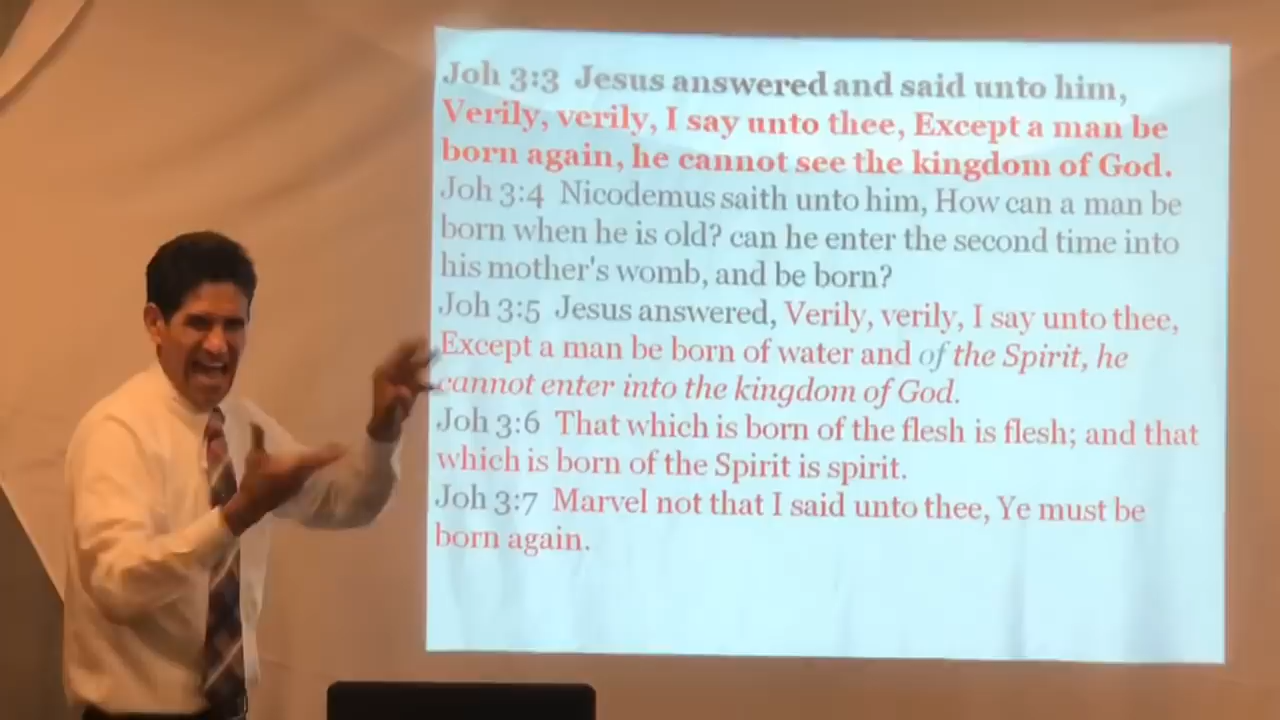 Joh 3:3 Jesus answered and said unto him,
Verily, verily, I say unto thee, Except a man be
born again, he cannot see the kingdom of God.
Joh 3:4 Nicodemus saith unto him, How can a man be
born when he is old? can he enter the second time into
his mother's womb, and be born?
Joh 3:5 Jesus answered, Verily, verily, I say unto thee,
Except a man be born of water and of the Spirit, he
cannot enter into the kingdom of God.
Joh 3:6 That which is born of the flesh is flesh; and that
which is born of the Spirit is spirit.
Joh 3:7 Marvel not that I said unto thee, Ye must be
born again.